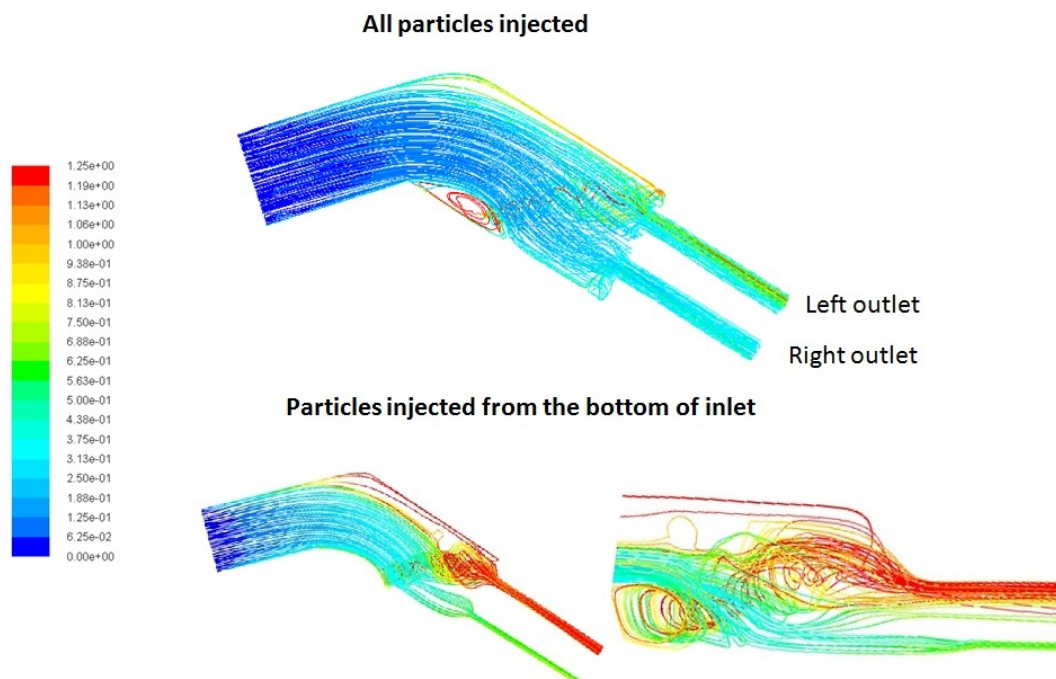 All particles injected
1.25e+00
1.19e+00
1.13e+00
1.06e+00
1.00e+00
9.38e-01
8.75e-01
8.13e-01
7.50e-01
6.88e-01
6.25e-01
5.63e-01
5.00e-01
4.38e-01
3.75e-01
3.13e-01
2.50e-01
1.88e-01
1.25e-01
6.25e-02
0.00e+00
Left outlet
Right outlet
Particles injected from the bottom of inlet